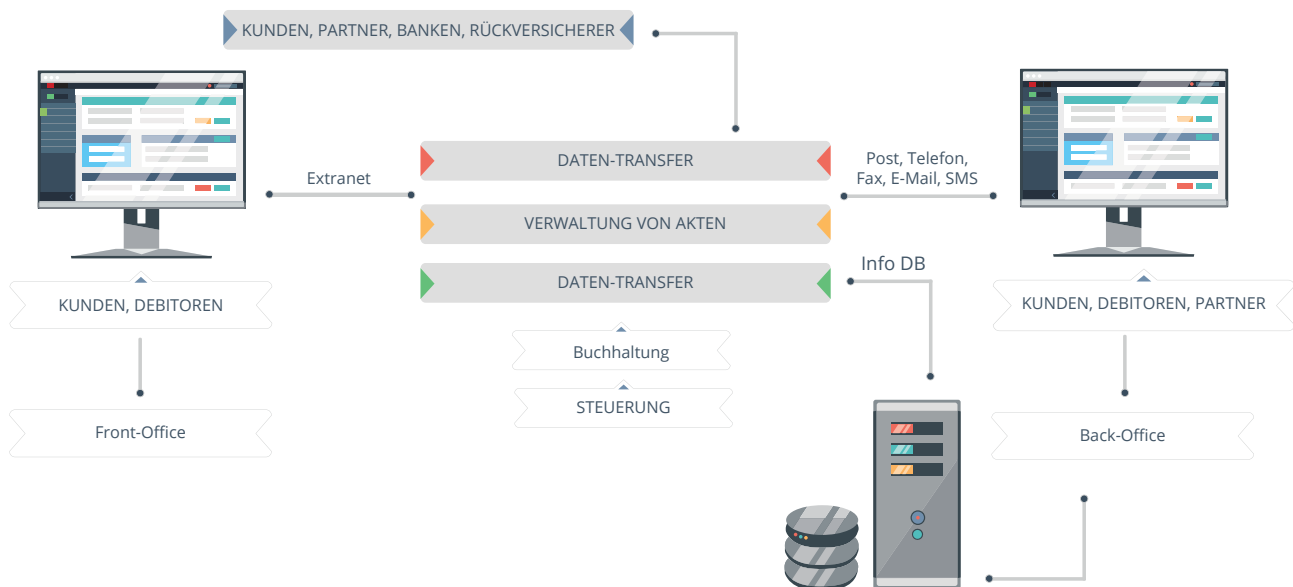 KUNDEN, PARTNER, BANKEN, RÜCKVERSICHERER
DATEN-TRANSFER
Extranet
Post, Telefon,
Fax, E-Mail, SMS
VERWALTUNG VON AKTEN
Info DB
DATEN-TRANSFER
KUNDEN, DEBITOREN
KUNDEN, DEBITOREN, PARTNER
Buchhaltung
STEUERUNG
Front-Office
Back-Office